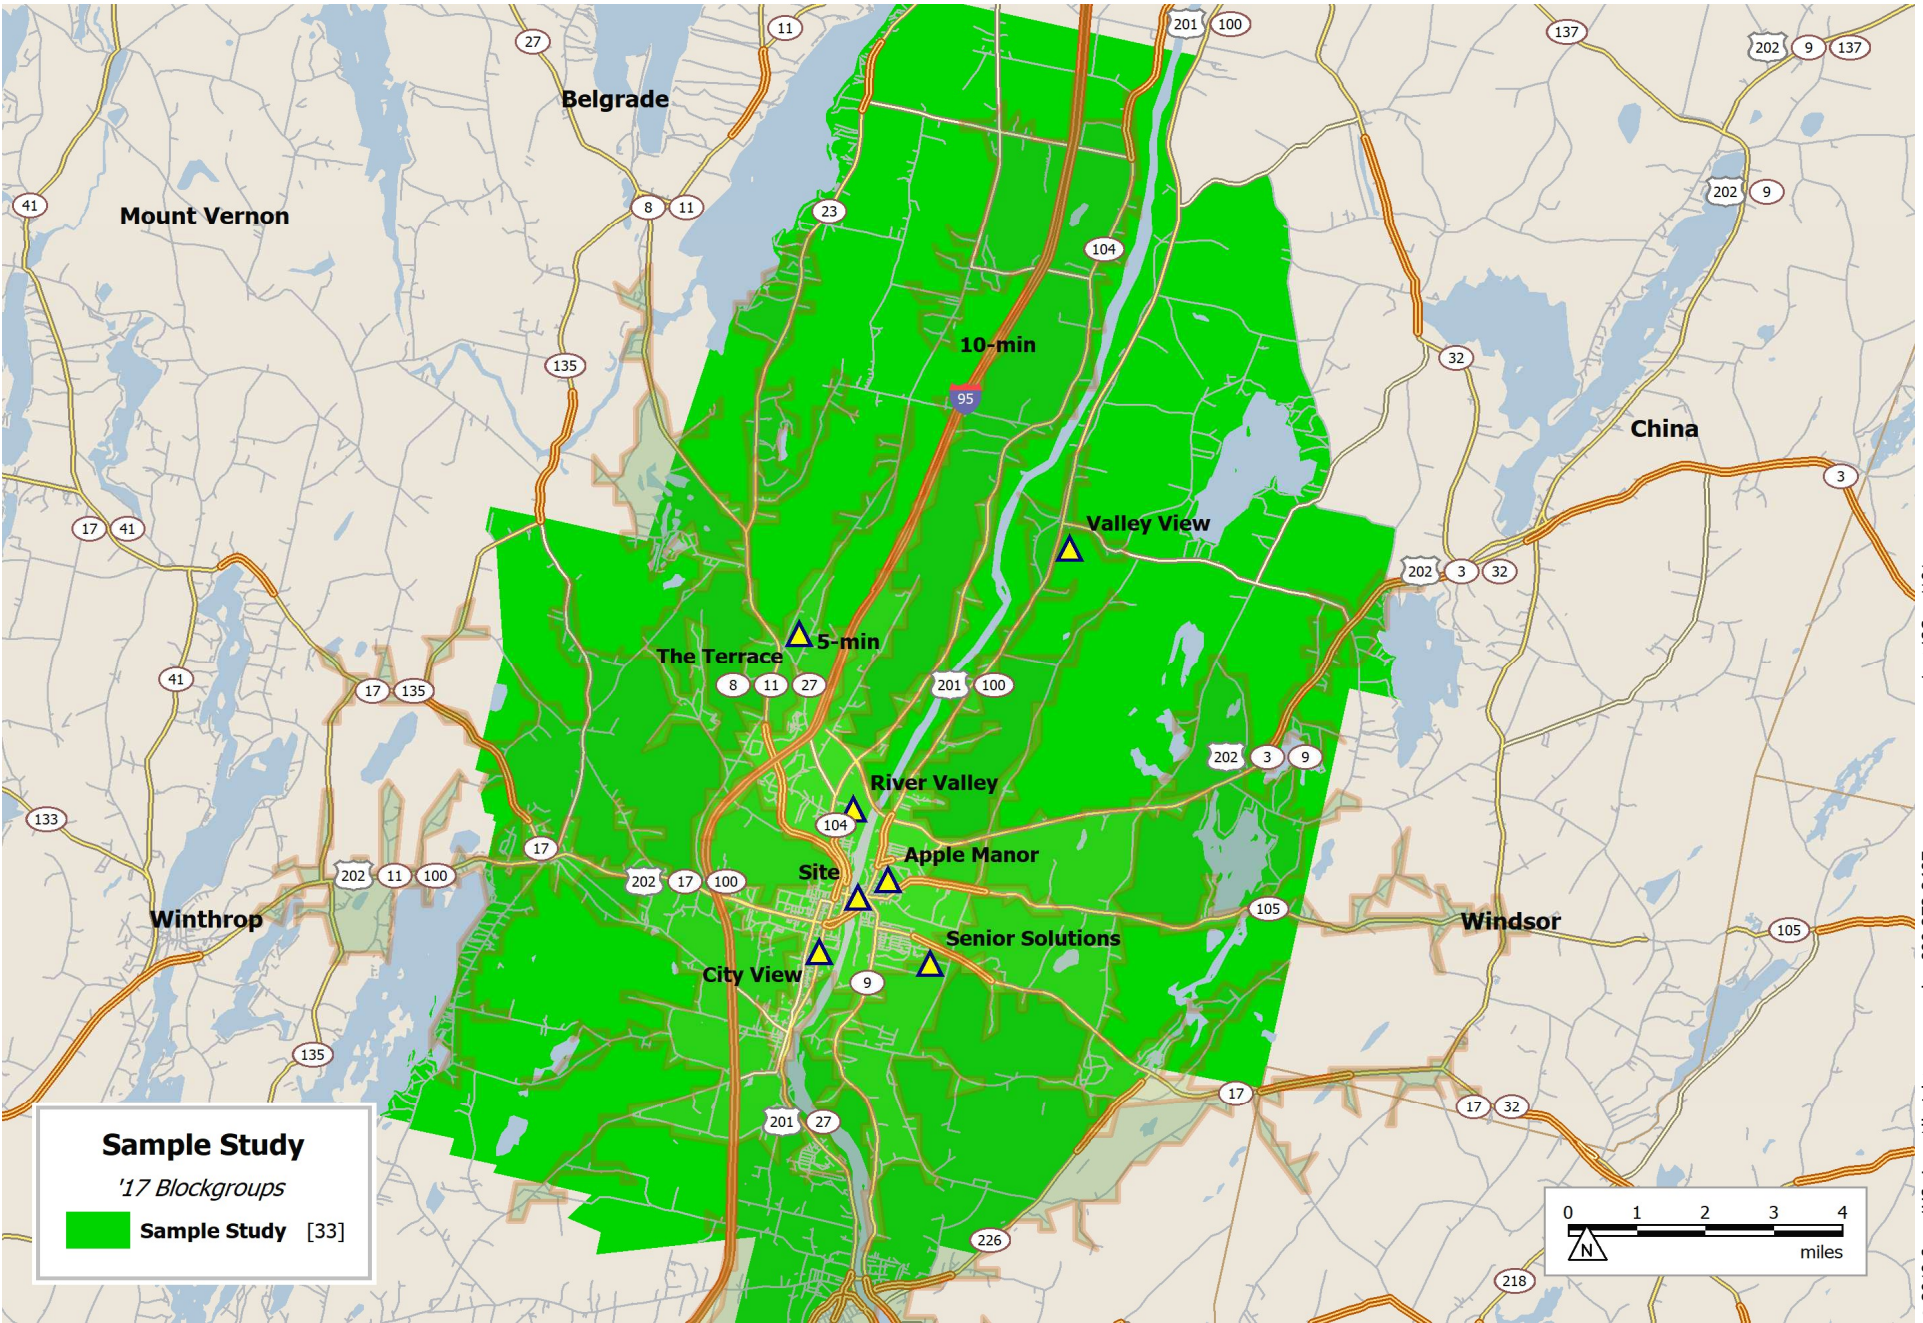 11
201
100
27
137
202
9
137
Belgrade
202
9
41
8
11
23
Mount Vernon
104
10-min
32
135
95
China
3
17
41
Valley View
202
3
32
5-min
The Terrace
41
17
135
8
11
27
201
100
202
3
9
River Valley
133
104
17
Apple Manor
Site
202
11
100
202
17
100
105
Winthrop
Windsor
105
Senior Solutions
City View
9
135
17
17
32
201
27
226
218
Sample Study
'17 Blockgroups
Sample Study [33]
0 1 2 3 4
N
miles